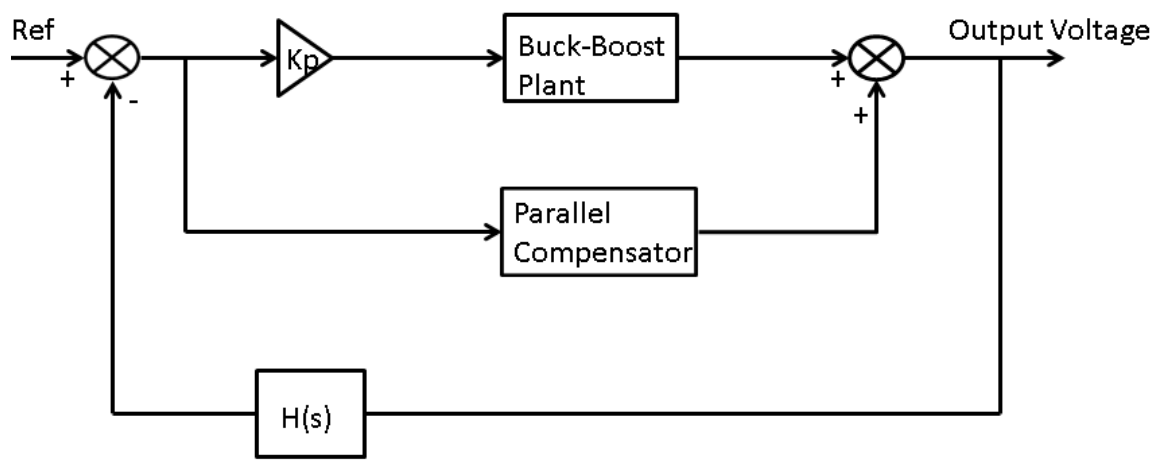 Ref
Output Voltage
+
-
Kp
Buck-Boost
Plant
+
+
Parallel
Compensator
H(s)